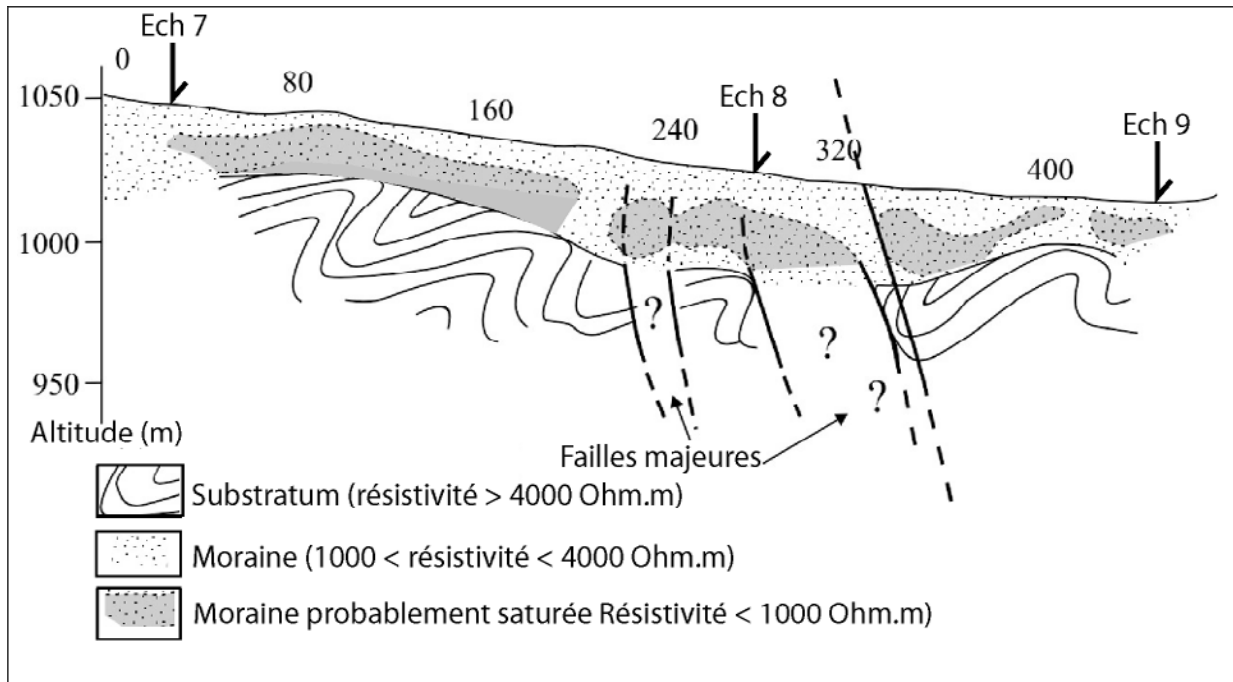 Ech 7
0
80
1050
160
Ech 8
240
Ech 9
320
400
1000
?
?
950
?
Altitude (m)
Failles majeures
Substratum (résistivité > 4000 Ohm.m)
Moraine (1000 < résistivité < 4000 Ohm.m)
Moraine probablement saturée Résistivité < 1000 Ohm.m)